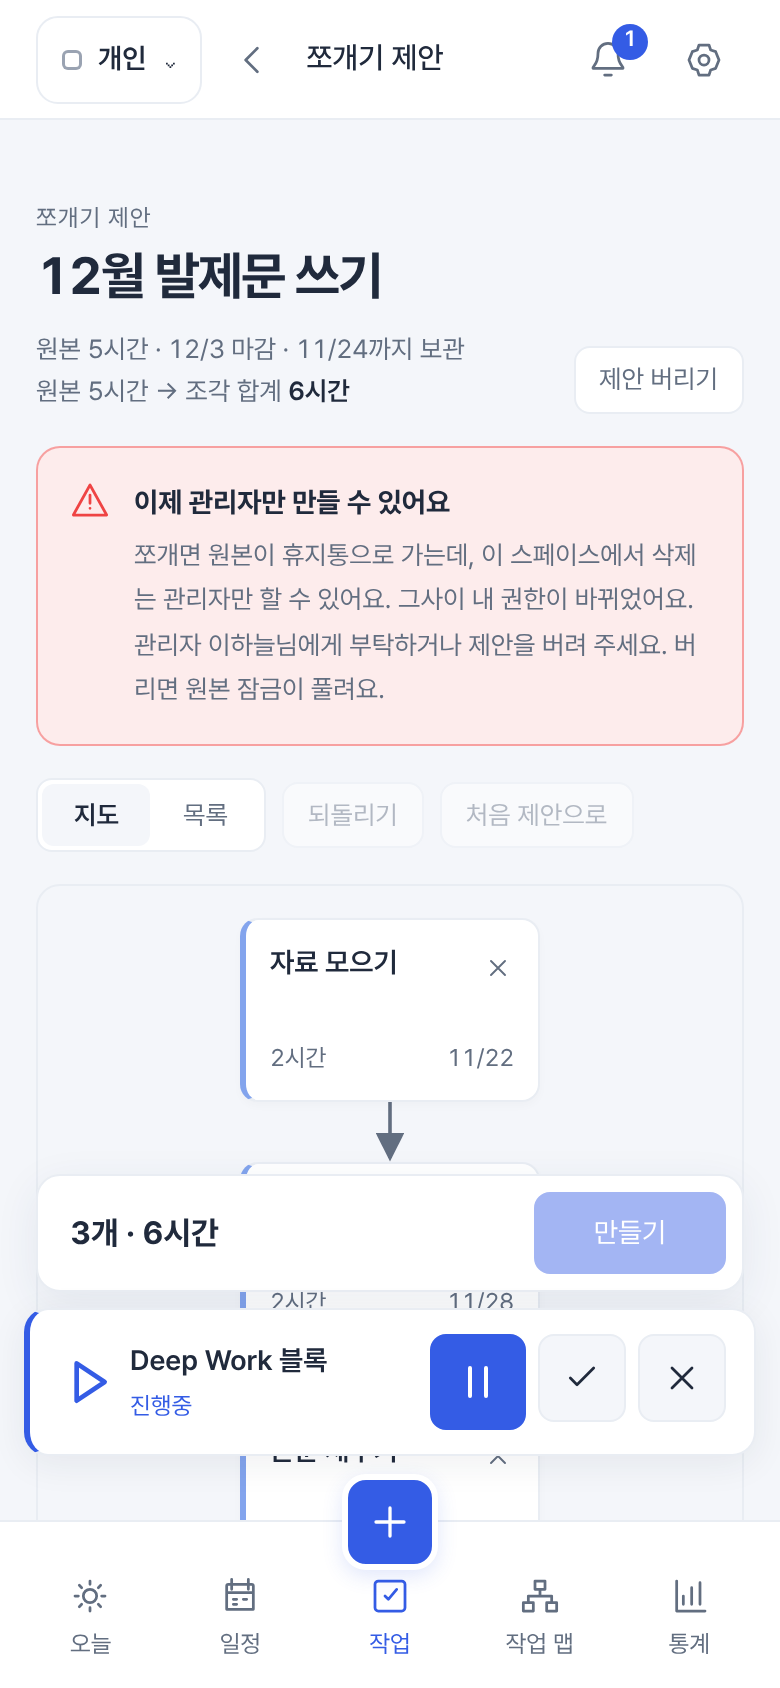 개인
쪼개기 제안
1
쪼개기 제안
12월 발제문 쓰기
원본 5시간 · 12/3 마감 · 11/24까지 보관
원본 5시간 → 조각 합계 6시간
제안 버리기
이제 관리자만 만들 수 있어요
쪼개면 원본이 휴지통으로 가는데, 이 스페이스에서 삭제
는 관리자만 할 수 있어요. 그사이 내 권한이 바뀌었어요.
관리자 이하늘님에게 부탁하거나 제안을 버려 주세요. 버
리면 원본 잠금이 풀려요.
지도 목록 되돌리기 처음 제안으로
자료 모으기
2시간 11/22
3개 · 6시간 만들기
2시간 11/28
Deep Work 블록
진행중
오늘 일정 작업 작업 맵 통계